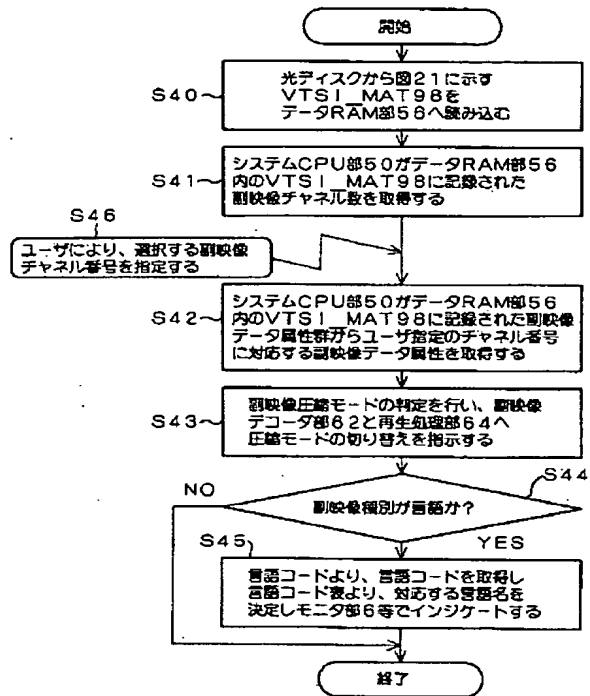 開始
S40
光ディスクから図21に示す
VTSI_MAT98を
データRAM部56へ読み込む
S41
システムCPU部50がデータRAM部56
内のVTSI_MAT98に記録された
副映像チャネル数を取得する
S46
ユーザにより、選択する副映像
チャネル番号を指定する
S42
システムCPU部50がデータRAM部56
内のVTSI_MAT98に記録された副映像
データ属性群からユーザ指定のチャネル番号
に対応する副映像データ属性を取得する
S43
副映像圧縮モードの判定を行い、副映像
デコーダ部62と再生処理部64へ
圧縮モードの切り替えを指示する
S44
NO
副映像種別が言語か?
YES
S45
言語コードより、言語コードを取得し
言語コード表より、対応する言語名を
決定しモニタ部6等でインジケートする
終了